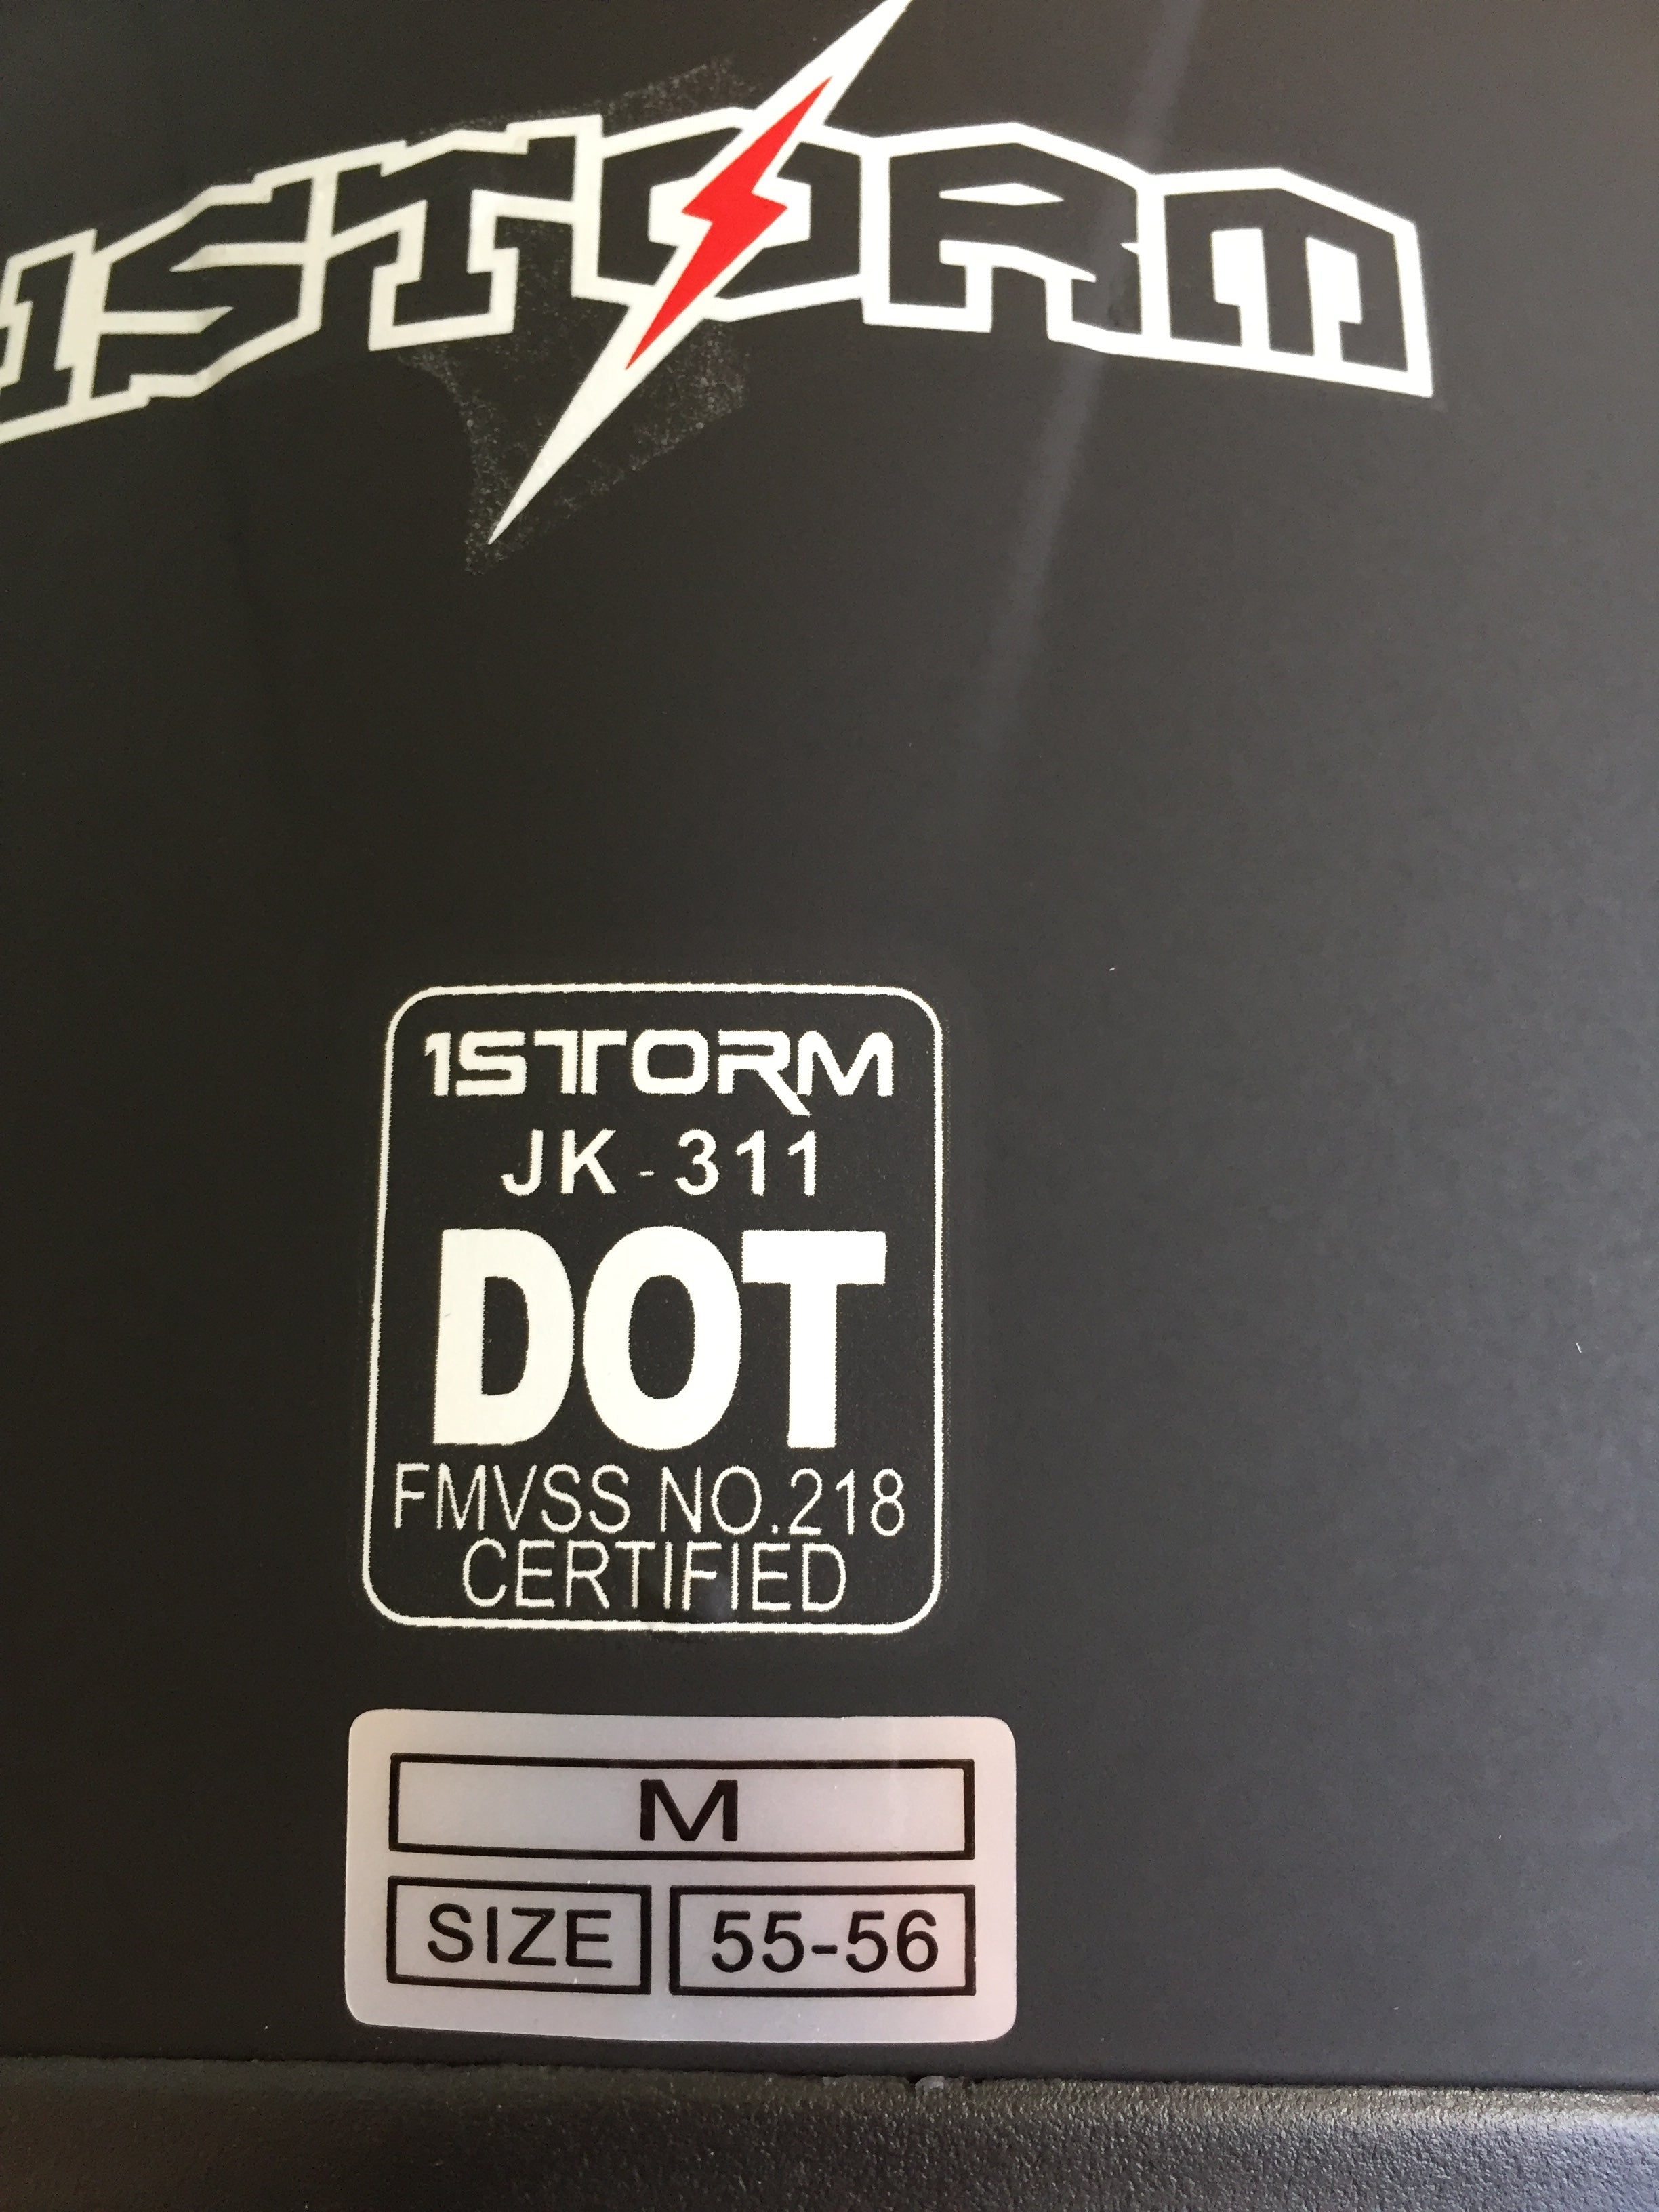 1STORM
1STORM
JK-311
DOT
FMVSS NO.218
CERTIFIED
M
SIZE 55-56